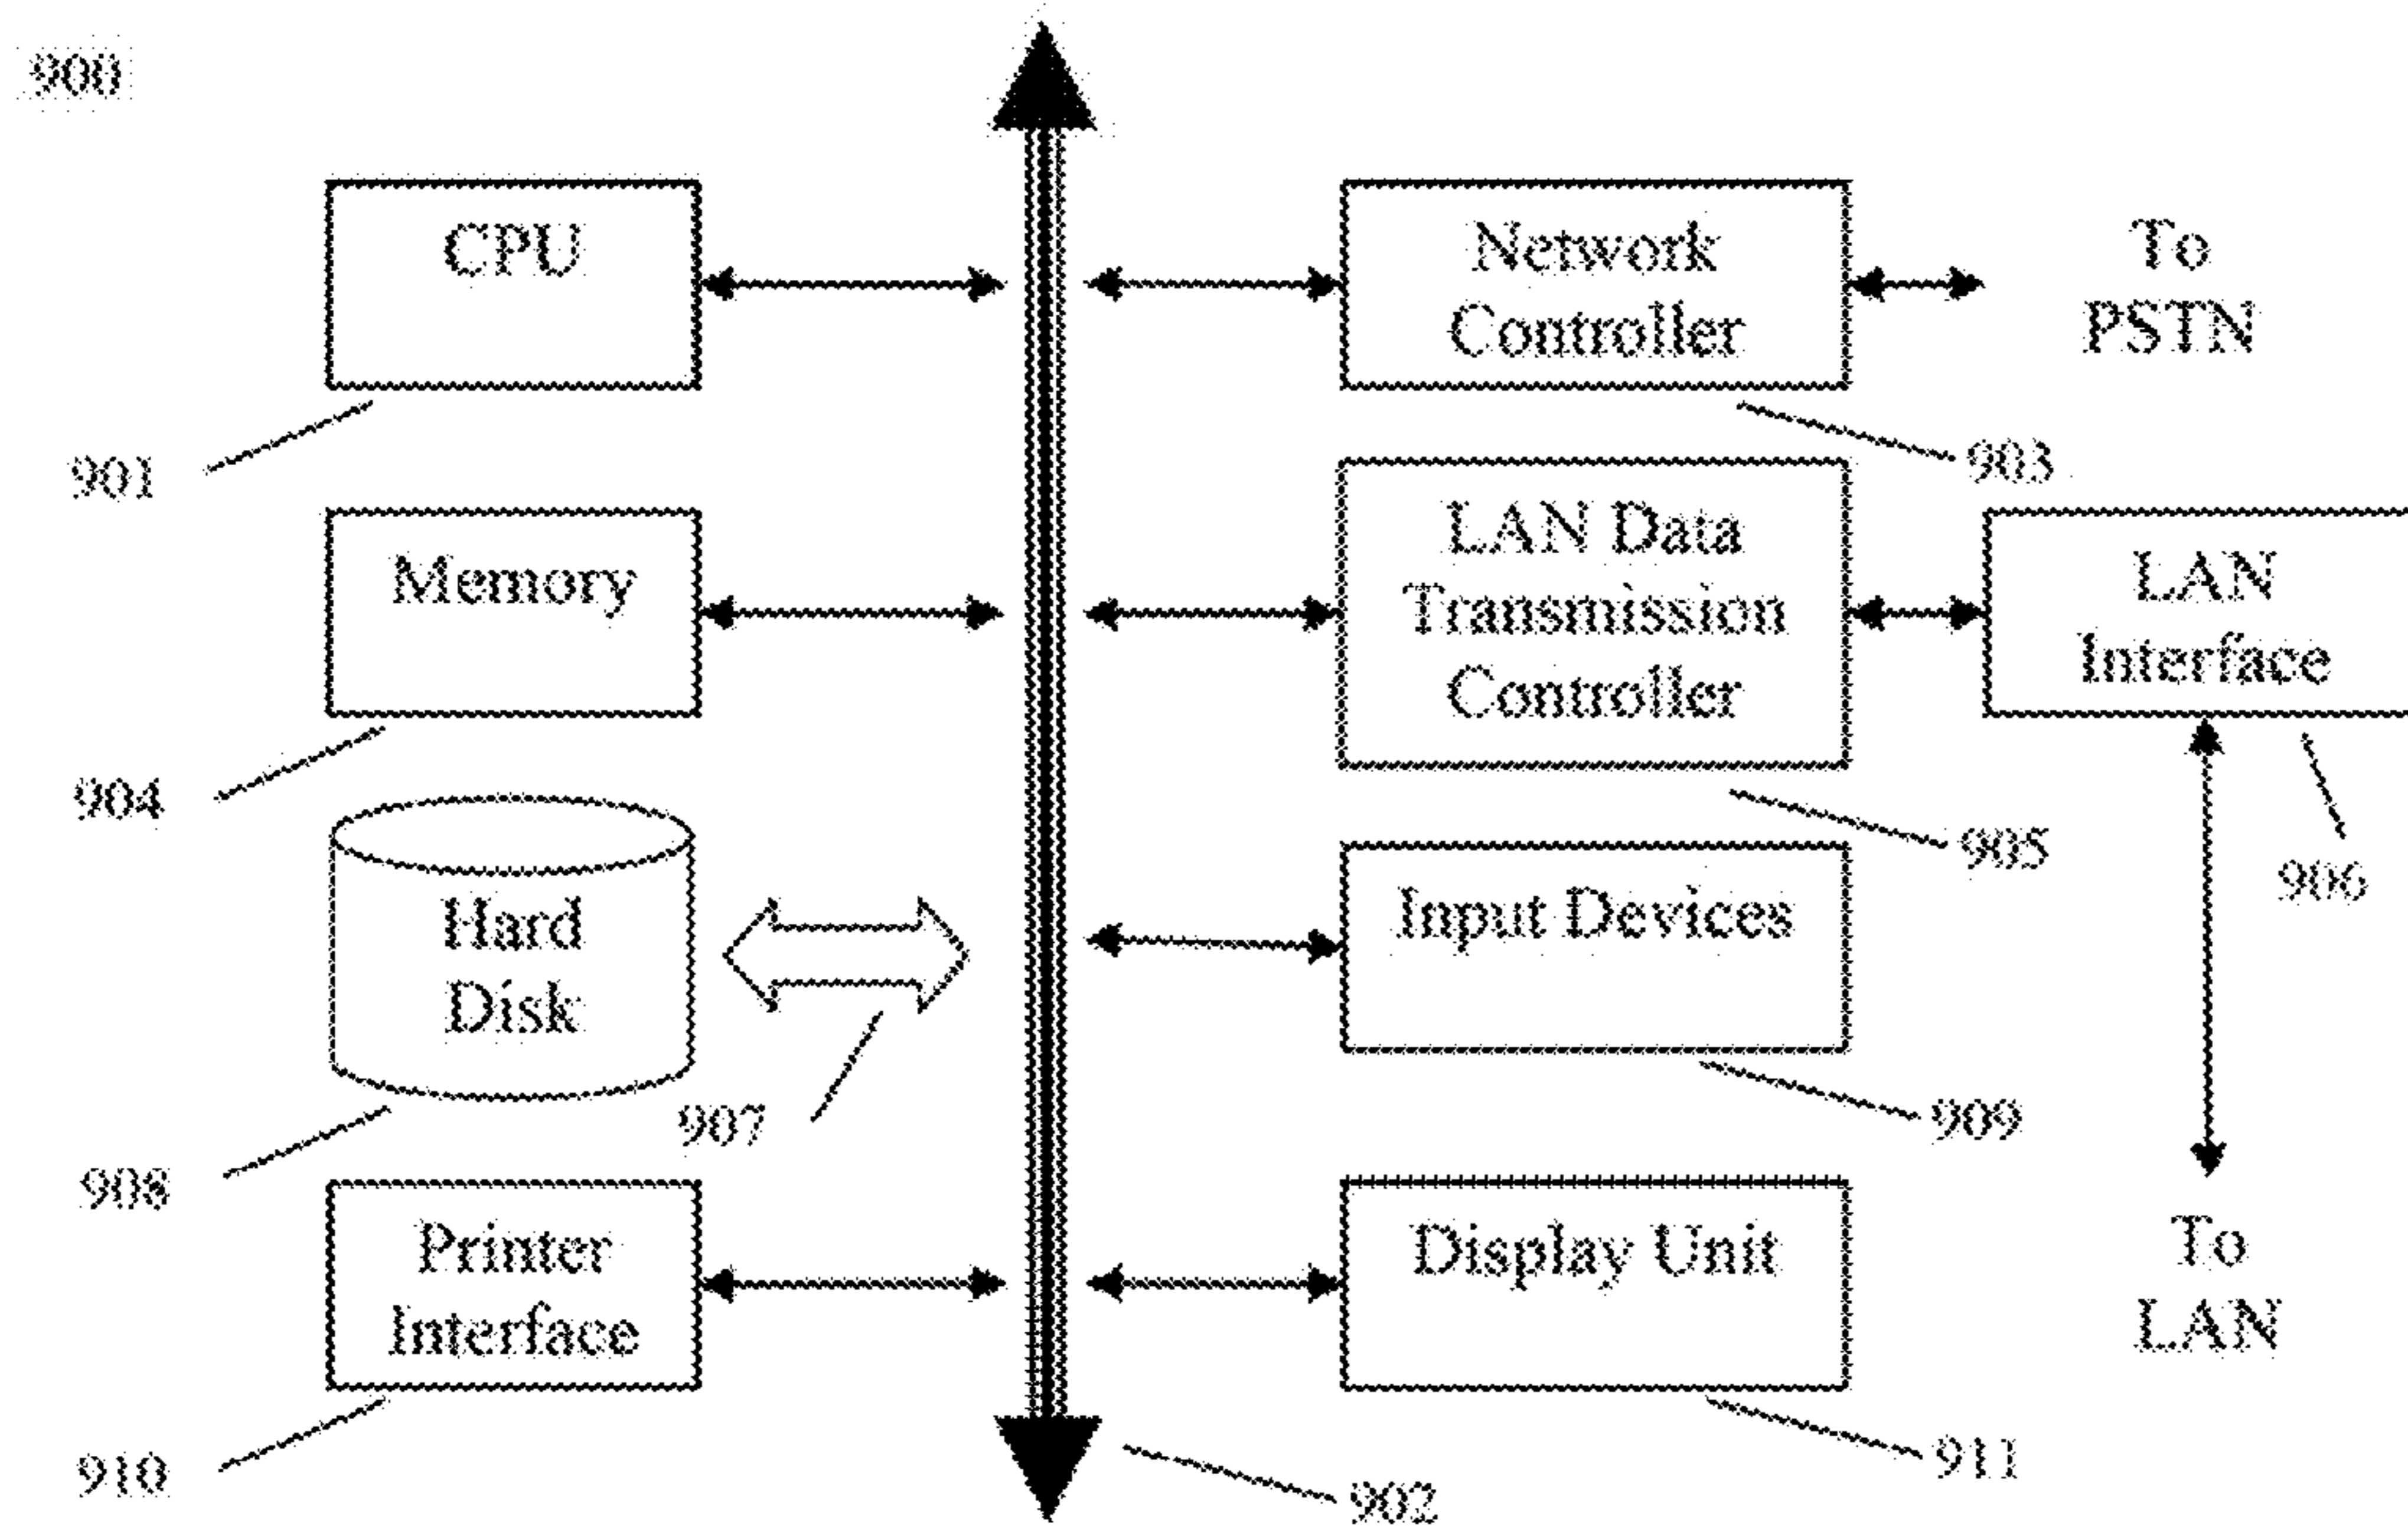 900
CPU
Network
Controller
To
PSTN
901
903
Memory
LAN Data
Transmission
Controller
LAN
Interface
904
905
906
Hard
Disk
Input Devices
907
908
909
Printer
Interface
Display Unit
To
LAN
910
902
911